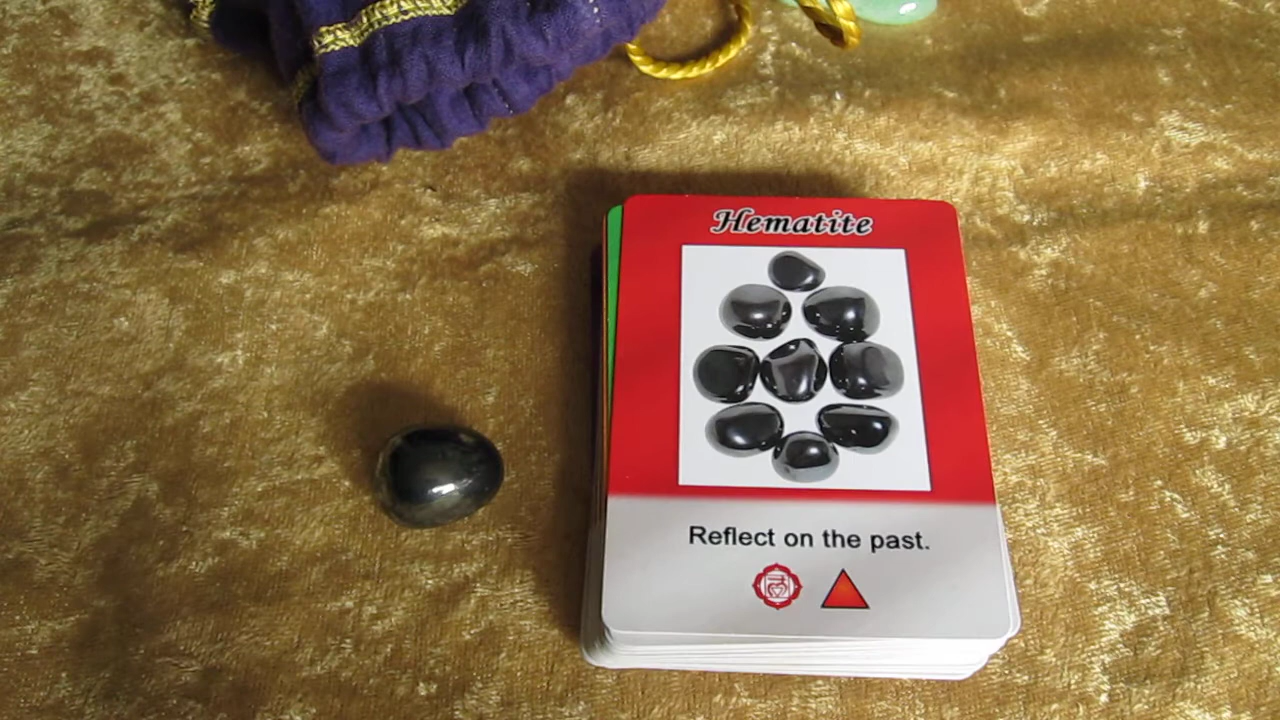 Hematite
Reflect on the past.